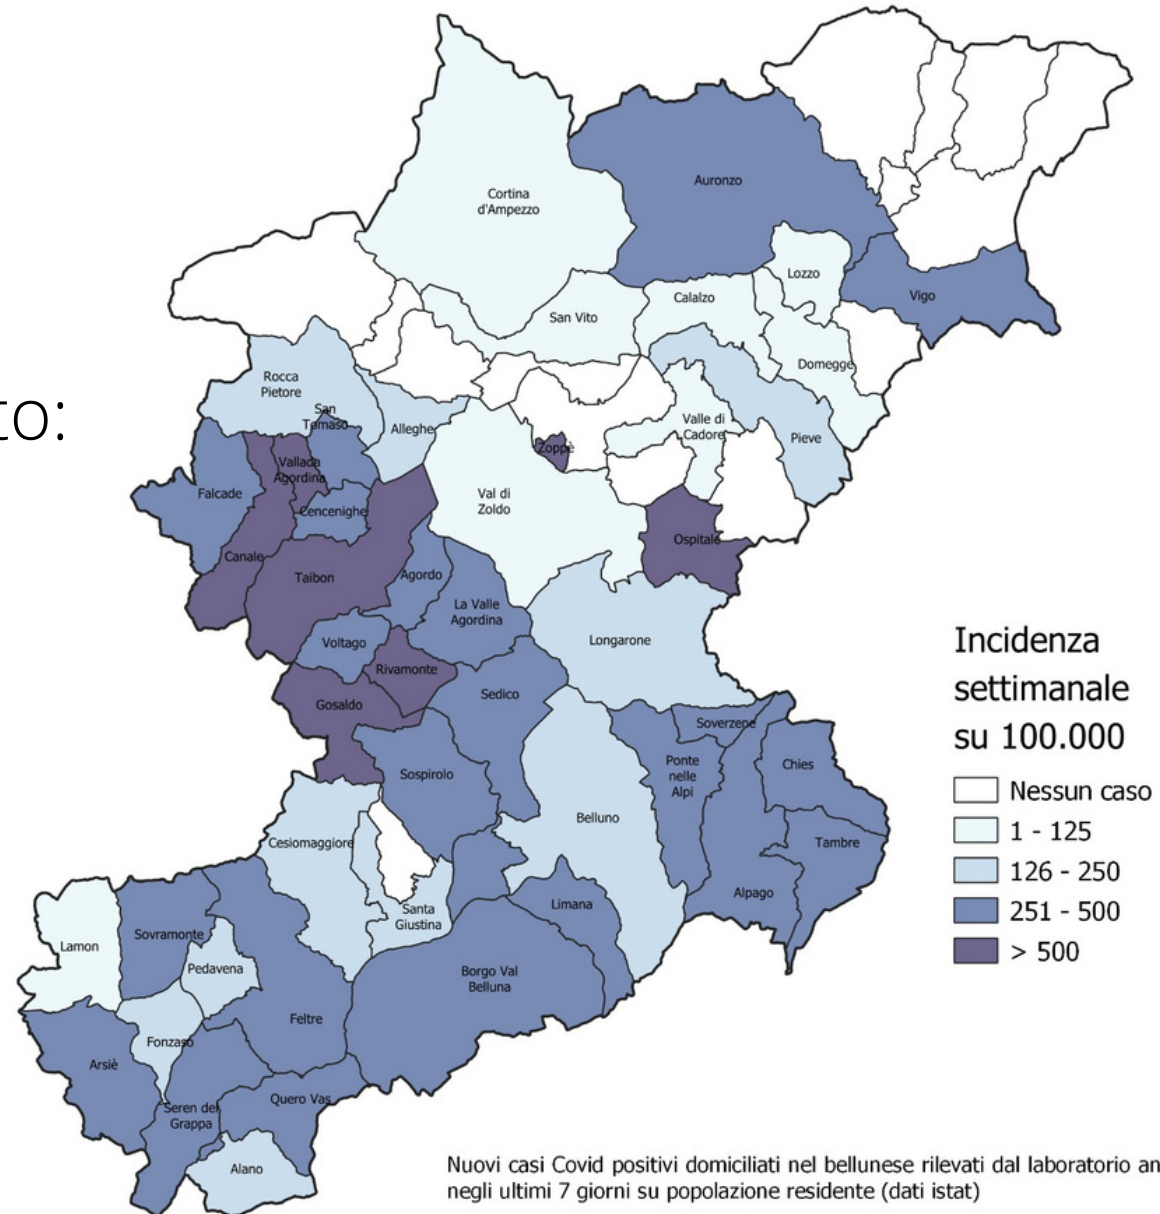 Cortina
d'Ampezzo
Auronzo
Lozzo
Vigo
Calalzo
San Vito
Domegge
Rocca
Pietore
San
Tomaso
Alleghe
Valle di
Cadore
Pieve
Zoppè
Vallada
Agordina
Falcade
Cencenighe
Val di
Zoldo
Ospitale
Canale
Taibon
Agordo
La Valle
Agordina
Voltago
Longarone
Rivamonte
Gosaldo
Sedico
Soverzene
Sospirolo
Ponte
nelle
Alpi
Chies
Belluno
Cesiomaggiore
Tambre
Alpago
Limana
Santa
Giustina
Lamon
Sovramonte
Pedavena
Borgo Val
Belluna
Feltre
Fonzaso
Arsiè
Quero Vas
Seren del
Grappa
Alano
to:
Incidenza
settimanale
su 100.000
Nessun caso
1 - 125
126 - 250
251 - 500
> 500
Nuovi casi Covid positivi domiciliati nel bellunese rilevati dal laboratorio an
negli ultimi 7 giorni su popolazione residente (dati istat)